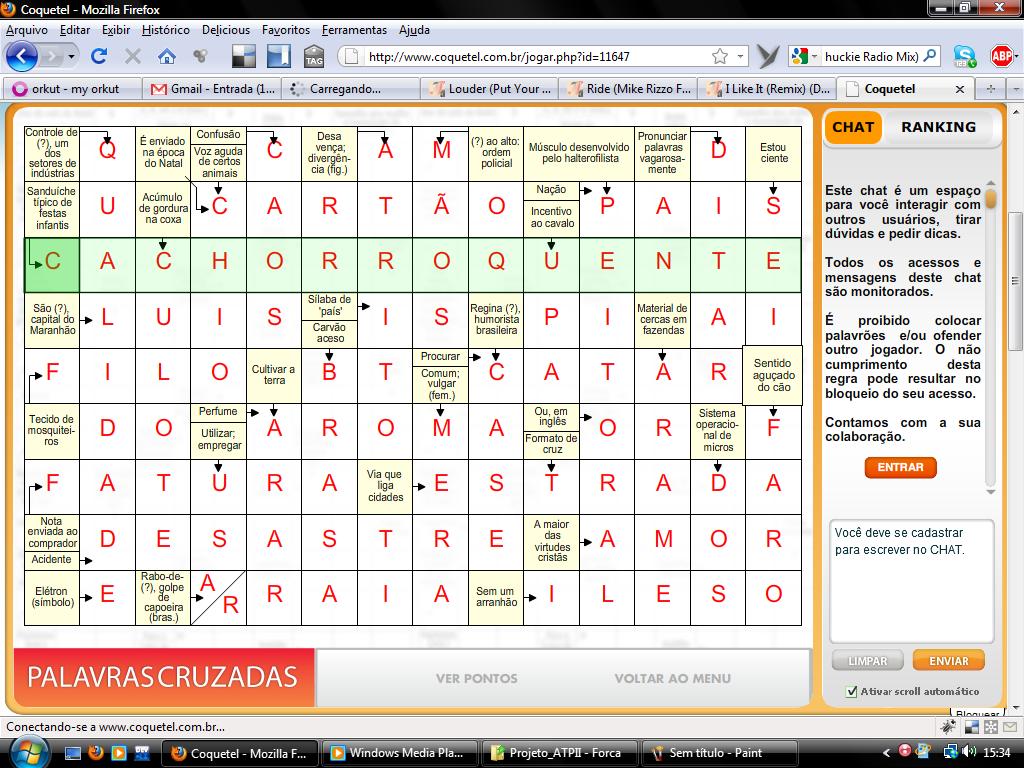 Coquetel - Mozilla Firefox
Arquivo Editar Exibir Histórico Delicious Favoritos Ferramentas Ajuda
TAG
http://www.coquetel.com.br/jogar.php?id=11647
huckie Radio Mix)
ABP
orkut - my orkut
Gmail - Entrada (1...
Carregando...
Louder (Put Your ...
Ride (Mike Rizzo F...
I Like It (Remix) (D...
Coquetel
Controle de
(?), um
dos
setores de
indústrias
Q
É enviado
na época
do Natal
Confusão
Voz aguda
de certos
animais
C
Desa
vença;
divergên-
cia (fig.)
A M
(?) ao alto:
ordem
policial
Músculo desenvolvido
pelo halterofilista
Pronunciar
palavras
vagarosa-
mente
D
Estou
ciente
Sanduíche
típico de
festas
infantis
U
Acúmulo
de gordura
na coxa
C A R T Ã O
Nação
Incentivo
ao cavalo
P A I S
C A C H O R R O Q U E N T E
São (?),
capital do
Maranhão
L U I S
Sílaba de
'país'
Carvão
aceso
I S
Regina (?),
humorista
brasileira
P I
Material de
cercas em
fazendas
A I
F I L O
Cultivar a
terra
B T
Procurar
Comum;
vulgar
(fem.)
C A T A R
Sentido
aguçado
do cão
Tecido de
mosquitei-
ros
D O
Perfume
Utilizar;
empregar
A R O M A
Ou, em
inglês
Formato de
cruz
O R
Sistema
operacio-
nal de
micros
F
F A T U R A
Via que
liga
cidades
E S T R A D A
Nota
enviada ao
comprador
Acidente
D E S A S T R E
A maior
das
virtudes
cristãs
A M O R
Elétron
(símbolo)
E
Rabo-de-
(?), golpe
de
capoeira
(bras.)
A R R A I A
Sem um
arranhão
I L E S O
PALAVRAS CRUZADAS
VER PONTOS
VOLTAR AO MENU
CHAT
RANKING
Este chat é um espaço
para você interagir com
outros usuários, tirar
dúvidas e pedir dicas.
Todos os acessos e
mensagens deste chat
são monitorados.
É proibido colocar
palavrões e/ou ofender
outro jogador. O não
cumprimento desta
regra pode resultar no
bloqueio do seu acesso.
Contamos com a sua
colaboração.
ENTRAR
Você deve se cadastrar
para escrever no CHAT.
LIMPAR
ENVIAR
Ativar scroll automático
Bloquear
Conectando-se a www.coquetel.com.br...
Coquetel - Mozilla F...
Windows Media Pla...
Projeto_ATPII - Forca
Sem título - Paint
15:34